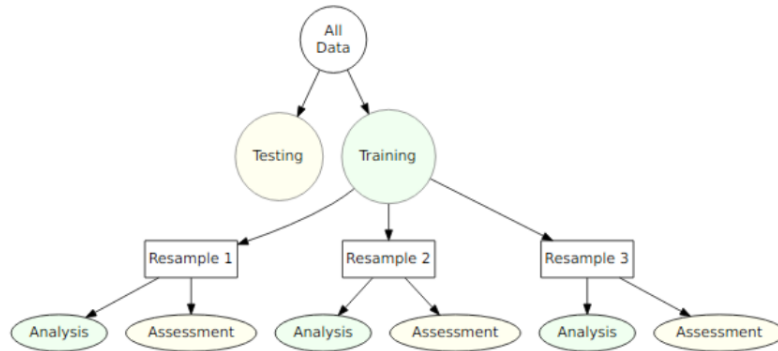 All
Data
Testing
Training
Resample 1
Resample 2
Resample 3
Analysis
Assessment
Analysis
Assessment
Analysis
Assessment